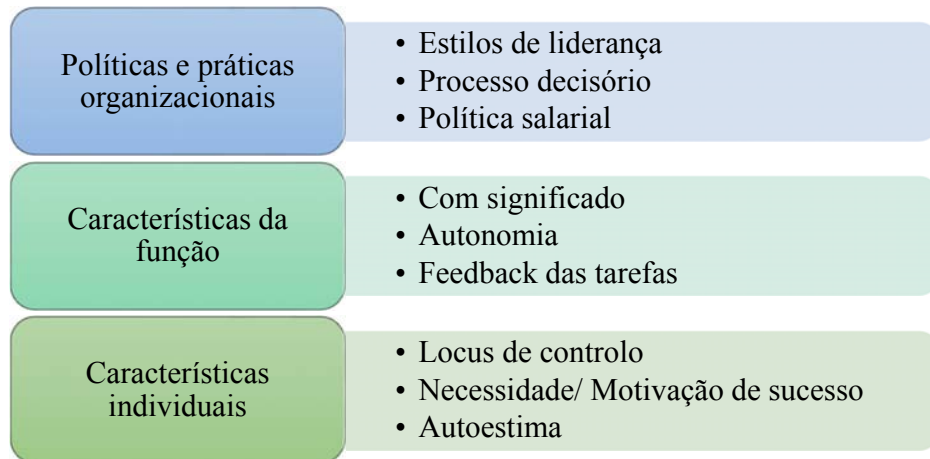 Políticas e práticas
organizacionais
• Estilos de liderança
• Processo decisório
• Política salarial
Características da
função
• Com significado
• Autonomia
• Feedback das tarefas
Características
individuais
• Locus de controlo
• Necessidade/ Motivação de sucesso
• Autoestima